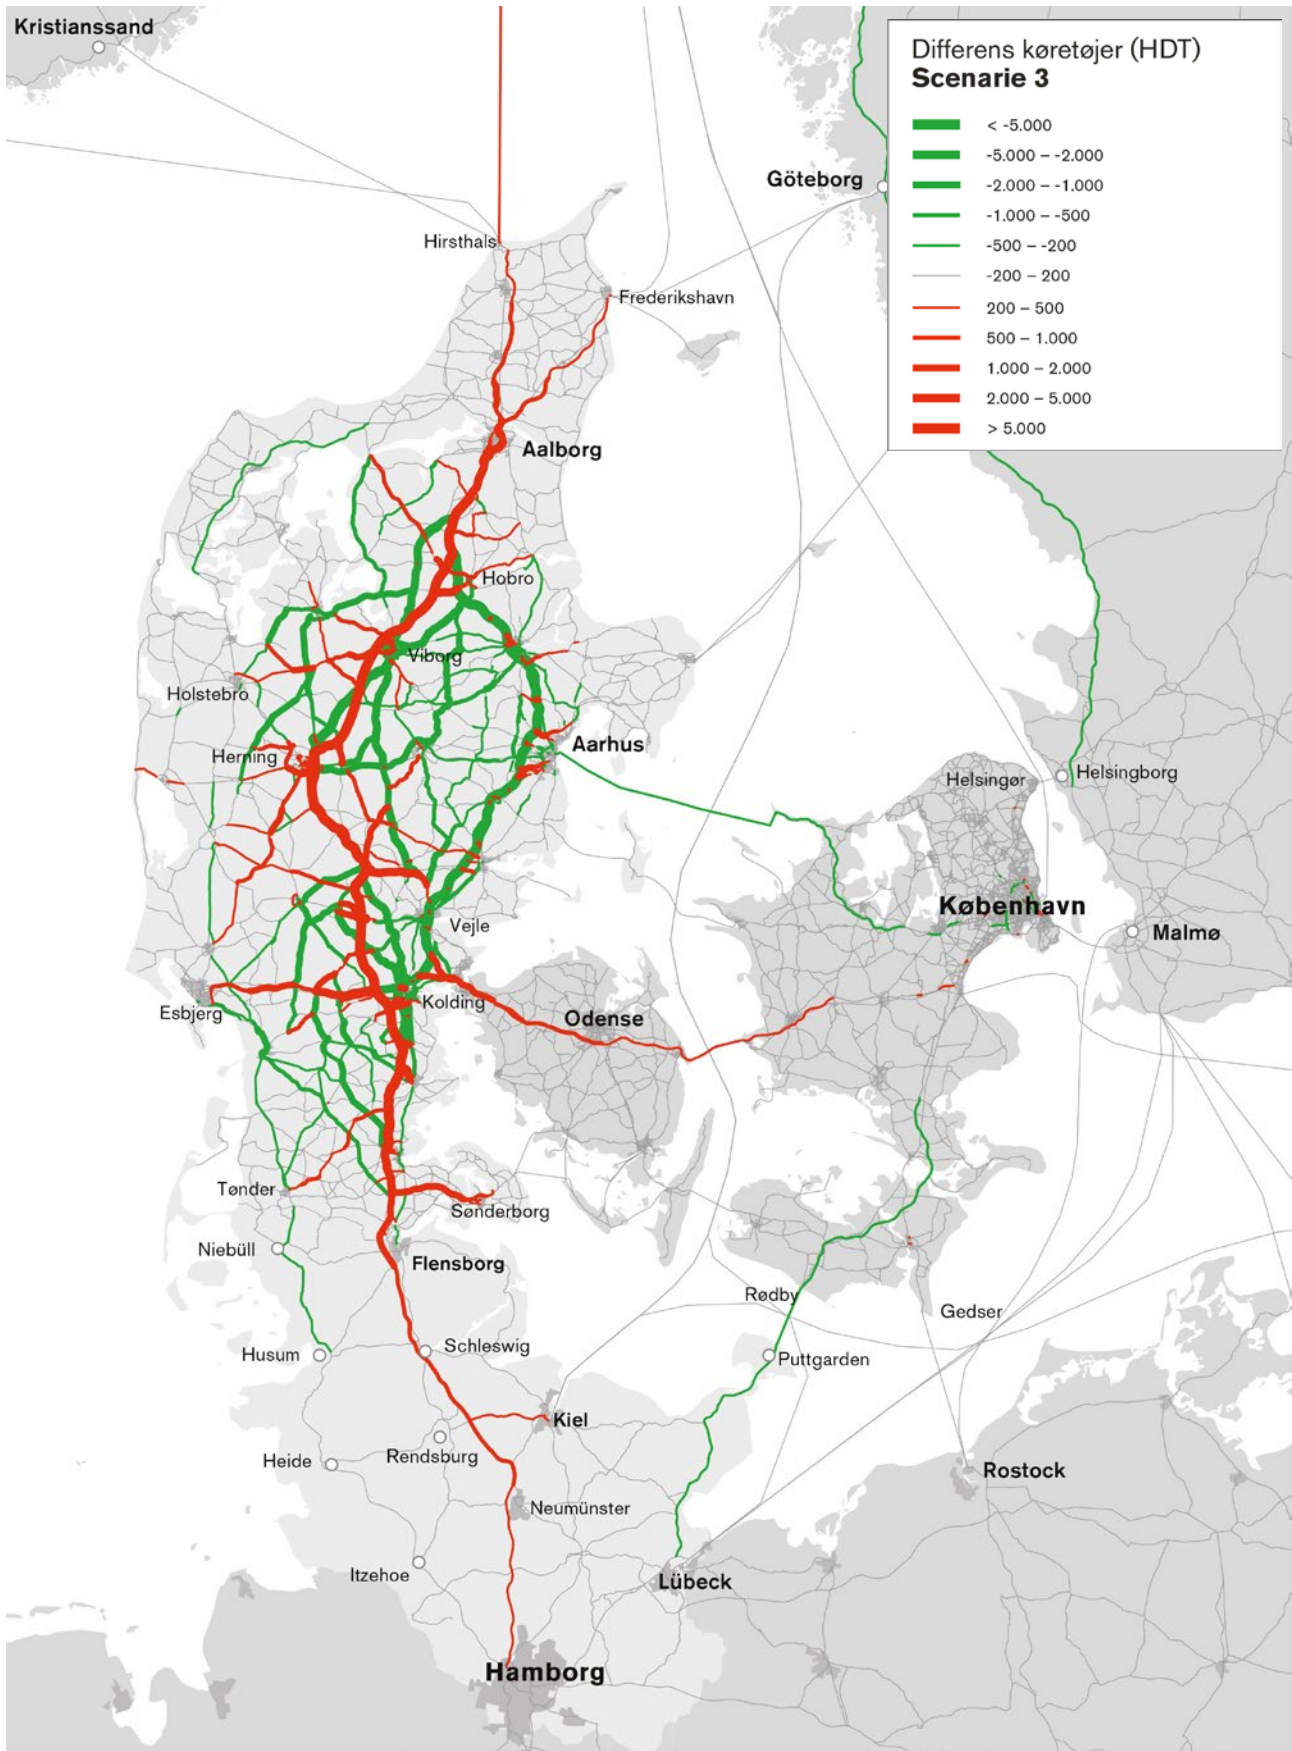 Kristianssand
Differens køretøjer (HDT)
Scenarie 3
< -5.000
-5.000 – -2.000
-2.000 – -1.000
-1.000 – -500
-500 – -200
-200 – 200
200 – 500
500 – 1.000
1.000 – 2.000
2.000 – 5.000
> 5.000
Göteborg
Hirsthals
Frederikshavn
Aalborg
Hobro
Viborg
Holstebro
Herning
Aarhus
Helsingør
Helsingborg
København
Malmø
Vejle
Kolding
Esbjerg
Odense
Tønder
Sønderborg
Niebüll
Flensborg
Rødby
Gedser
Husum
Schleswig
Puttgarden
Kiel
Heide
Rendsburg
Rostock
Neumünster
Itzehoe
Lübeck
Hamborg